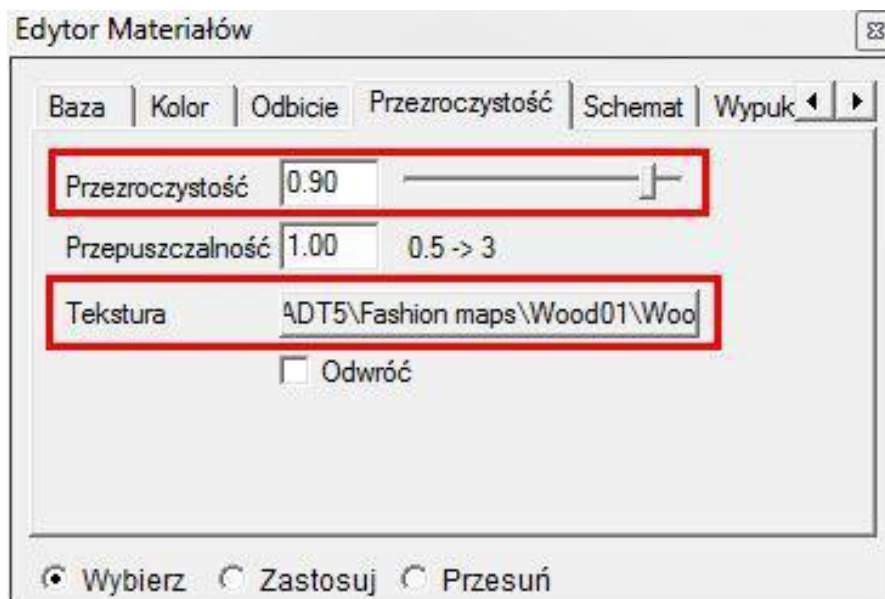 Edytor Materiałów
Baza Kolor Odbicie Przezroczystość Schemat Wypuk
Przezroczystość 0.90
Przepuszczalność 1.00 0.5 -> 3
Tekstura ADT5\Fashion maps\Wood01\Woo
Odwróć
Wybierz Zastosuj Przesuń